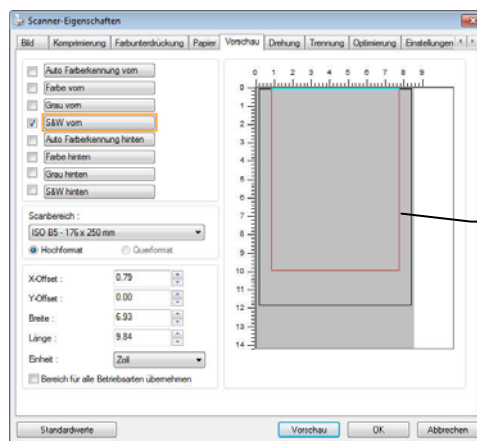 Scanner-Eigenschaften
Bild Komprimierung Farbunterdrückung Papier Vorschau Drehung Trennung Optimierung Einstellungen
Auto Farberkennung vorn
Farbe vorn
Grau vorn
S&W vorn
Auto Farberkennung hinten
Farbe hinten
Grau hinten
S&W hinten
Scanbereich :
ISO B5 - 176 x 250 mm
Hochformat Querformat
X-Offset : 0.79
Y-Offset : 0.00
Breite : 6.93
Länge : 9.84
Einheit : Zoll
Bereich für alle Betriebsarten übernehmen
0 1 2 3 4 5 6 7 8 9
0
1
2
3
4
5
6
7
8
9
10
11
12
13
14
Standardwerte Vorschau OK Abbrechen